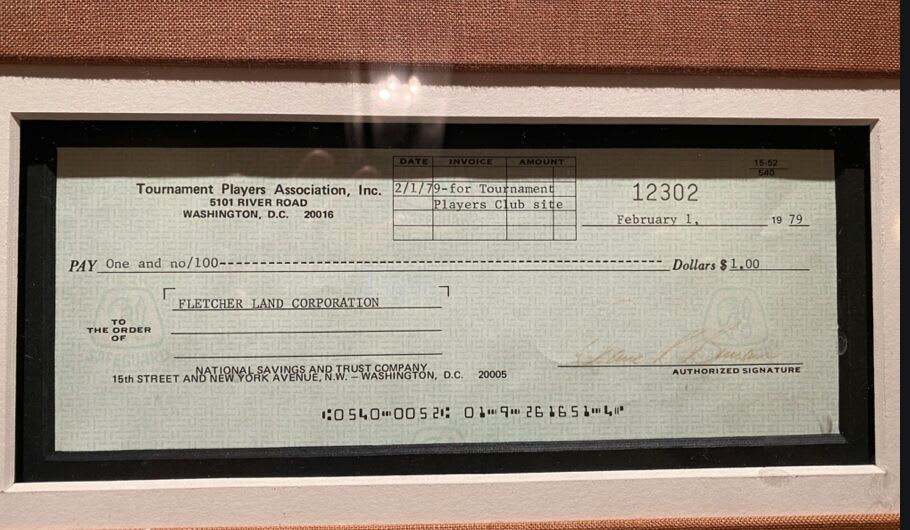 DATE INVOICE AMOUNT
15-52
540
Tournament Players Association, Inc.
5101 RIVER ROAD
WASHINGTON, D.C. 20016
2/1/79-for Tournament
Players Club site
12302
February 1, 19 79
PAY One and no/100-------------------------------------------------- Dollars $ 1.00
TO
THE ORDER
OF
FLETCHER LAND CORPORATION
NATIONAL SAVINGS AND TRUST COMPANY
15th STREET AND NEW YORK AVENUE, N.W. – WASHINGTON, D.C. 20005
AUTHORIZED SIGNATURE
⑆0540⑉0052⑆ 01⑈9⑈261651⑈4⑈